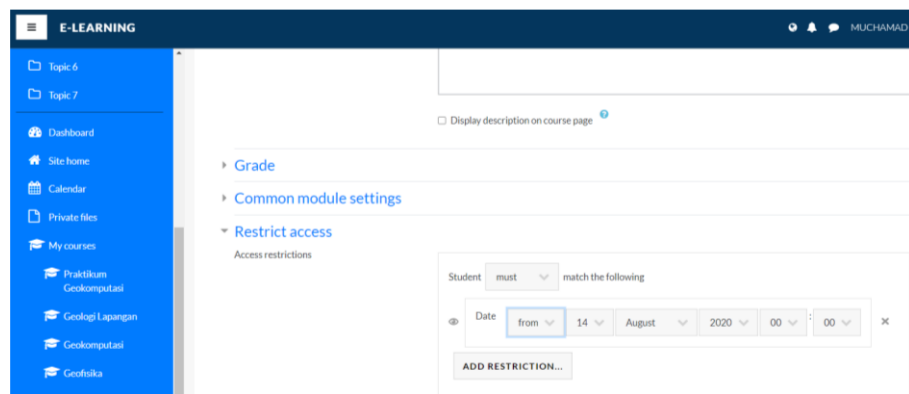 E-LEARNING
MUCHAMAD
Topic 6
Topic 7
Dashboard
Site home
Calendar
Private files
My courses
Praktikum
Geokomputasi
Geologi Lapangan
Geokomputasi
Geofisika
Display description on course page
Grade
Common module settings
Restrict access
Access restrictions
Student must match the following
Date from 14 August 2020 00 : 00
ADD RESTRICTION...